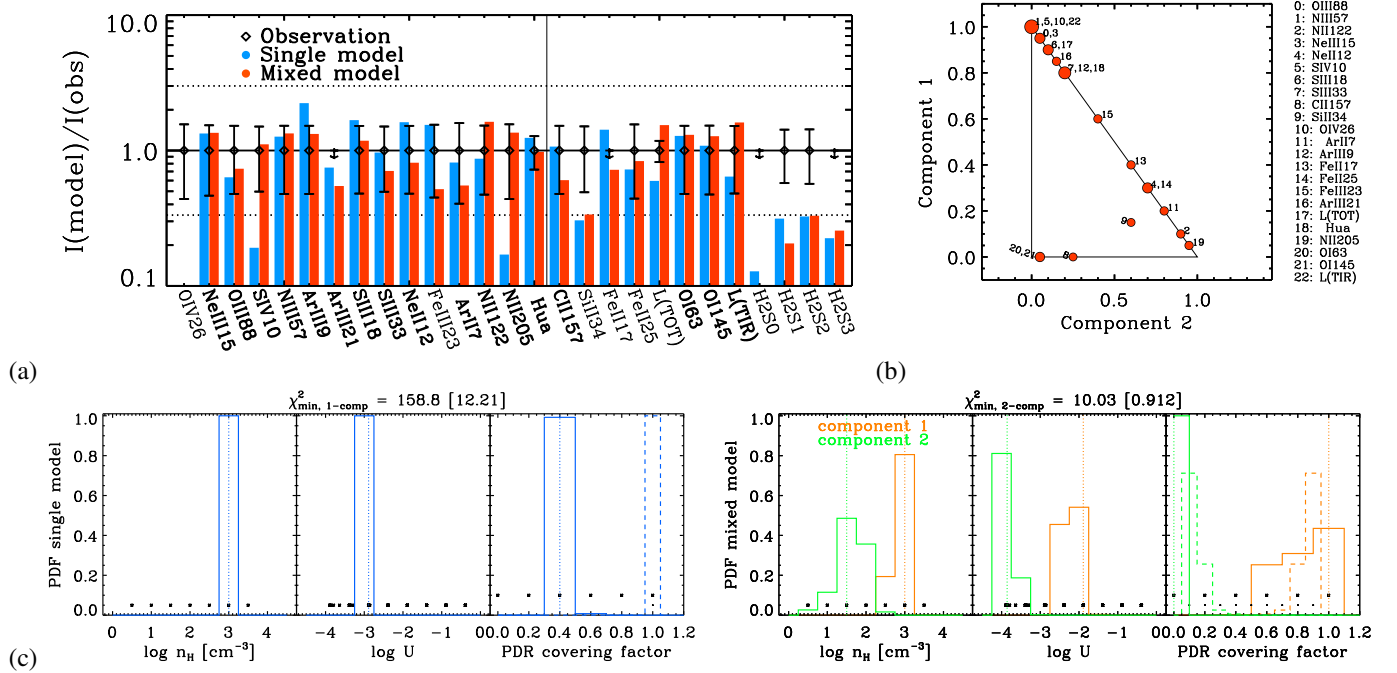 10.0
1.0
0.1
I(model)/I(obs)
Observation
Single model
Mixed model
OIV26
NeIII15
OIII88
SIV10
NIII57
ArIII9
ArIII21
SIII18
SIII33
NeII12
FeIII23
ArII7
NII122
NII205
Hua
CII157
SiII34
FeII17
FeII25
L(TOT)
OI63
OI145
L(TIR)
H2S0
H2S1
H2S2
H2S3
(a)
1.0
0.8
0.6
0.4
0.2
0.0
Component 1
1,5,10,22
0,3
6,17
16
7,12,18
15
13
4,14
11
9
2
19
20,21
8
0.0 0.5 1.0
Component 2
0: OIII88
1: NIII57
2: NII122
3: NeIII15
4: NeII12
5: SIV10
6: SIII18
7: SIII33
8: CII157
9: SiII34
10: OIV26
11: ArII7
12: ArIII9
13: FeII17
14: FeII25
15: FeIII23
16: ArIII21
17: L(TOT)
18: Hua
19: NII205
20: OI63
21: OI145
22: L(TIR)
(b)
χ²min, 1-comp = 158.8 [12.21]
1.0
0.8
0.6
0.4
0.2
0.0
PDF single model
0 1 2 3 4
log nH [cm⁻³]
-4 -3 -2 -1 0
log U
0.0 0.2 0.4 0.6 0.8 1.0 1.2
PDR covering factor
χ²min, 2-comp = 10.03 [0.912]
component 1
component 2
1.0
0.8
0.6
0.4
0.2
0.0
PDF mixed model
0 1 2 3 4
log nH [cm⁻³]
-4 -3 -2 -1 0
log U
0.0 0.2 0.4 0.6 0.8 1.0 1.2
PDR covering factor
(c)